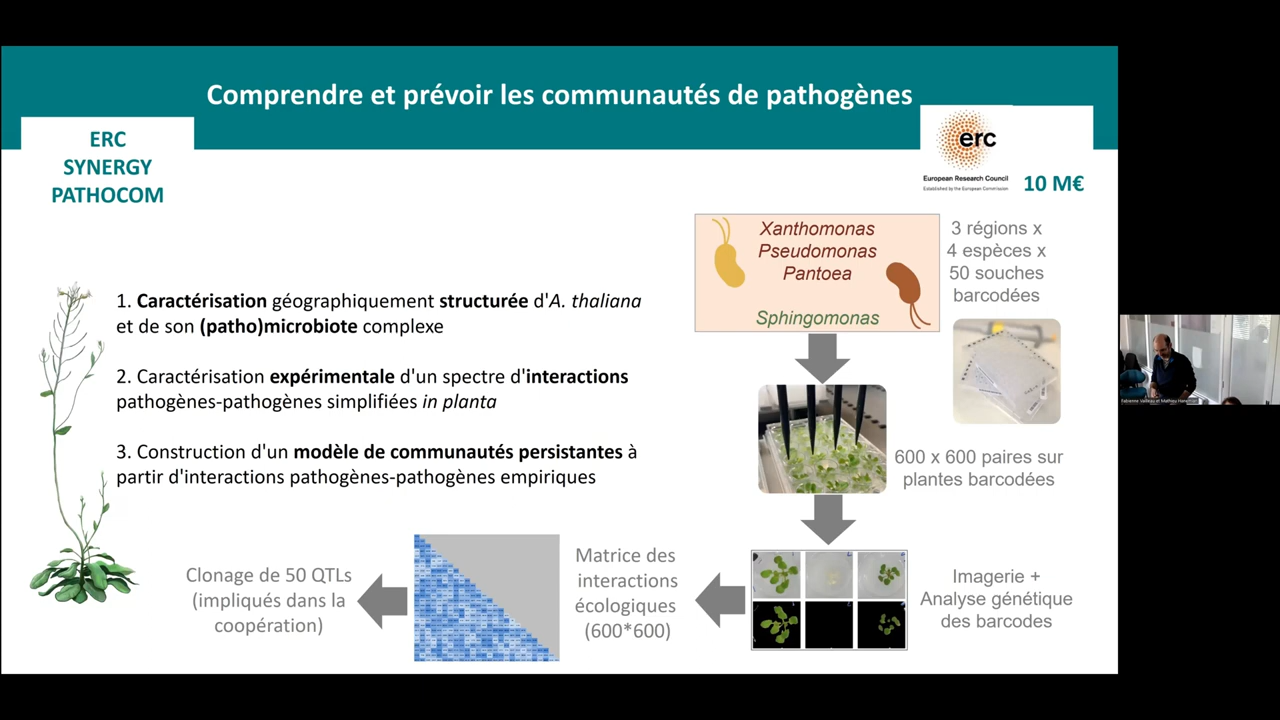 Comprendre et prévoir les communautés de pathogènes
ERC
SYNERGY
PATHOCOM
erc
European Research Council
Established by the European Commission
10 M€
Xanthomonas
Pseudomonas
Pantoea
Sphingomonas
3 régions x
4 espèces x
50 souches
barcodées
1. Caractérisation géographiquement structurée d'A. thaliana
et de son (patho)microbiote complexe
2. Caractérisation expérimentale d'un spectre d'interactions
pathogènes-pathogènes simplifiées in planta
3. Construction d'un modèle de communautés persistantes à
partir d'interactions pathogènes-pathogènes empiriques
600 x 600 paires sur
plantes barcodées
Imagerie +
Analyse génétique
des barcodes
Matrice des
interactions
écologiques
(600*600)
Clonage de 50 QTLs
(impliqués dans la
coopération)